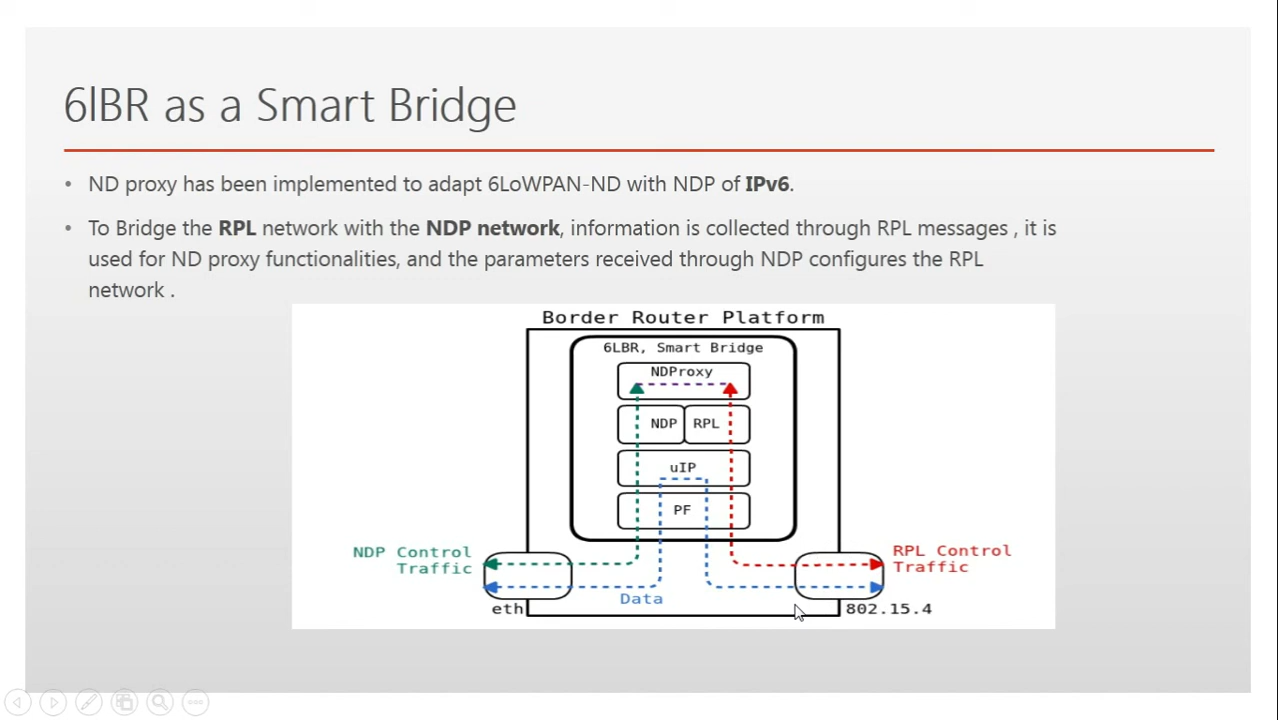 6lBR as a Smart Bridge
• ND proxy has been implemented to adapt 6LoWPAN-ND with NDP of IPv6.
• To Bridge the RPL network with the NDP network, information is collected through RPL messages , it is
used for ND proxy functionalities, and the parameters received through NDP configures the RPL
network .
Border Router Platform
6LBR, Smart Bridge
NDProxy
NDP RPL
uIP
PF
NDP Control
Traffic
RPL Control
Traffic
Data
eth
802.15.4